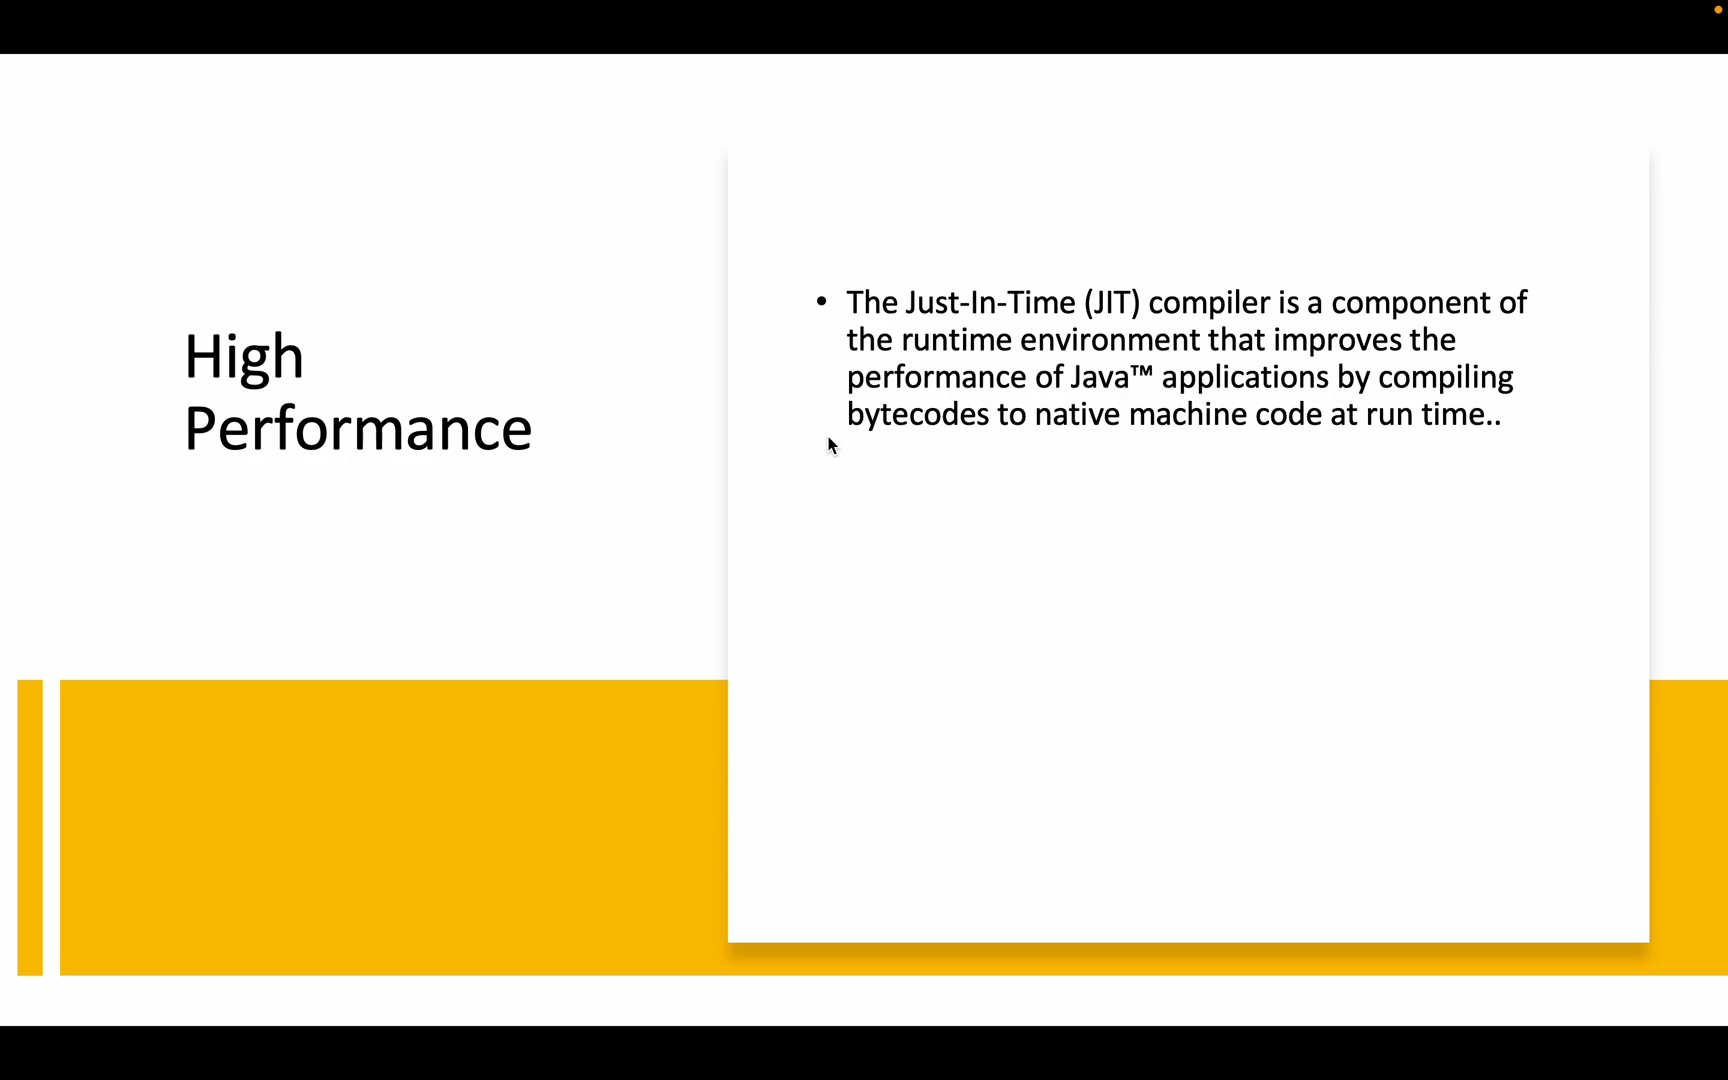 High
Performance
• The Just-In-Time (JIT) compiler is a component of
the runtime environment that improves the
performance of Java™ applications by compiling
bytecodes to native machine code at run time..